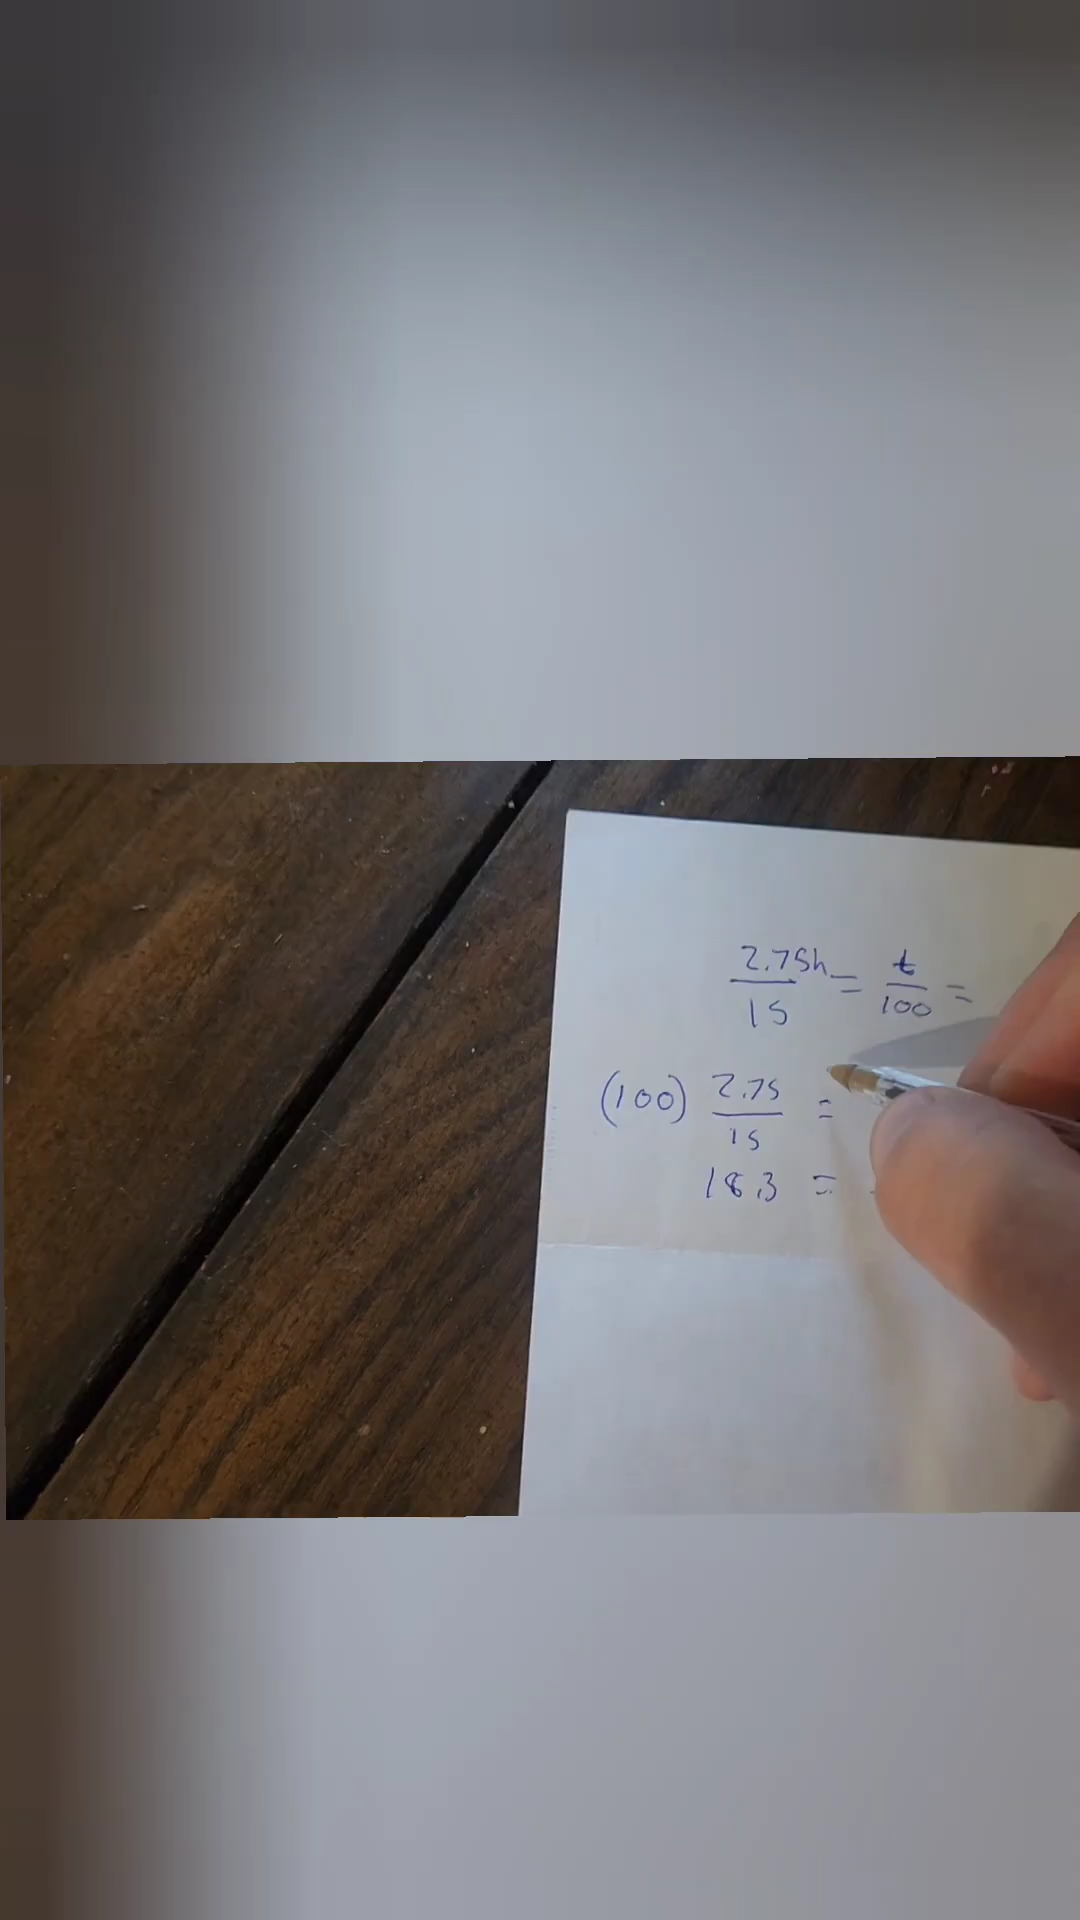 2.75h/15 = t/100 =
(100) 2.75/15 =
18.3 =